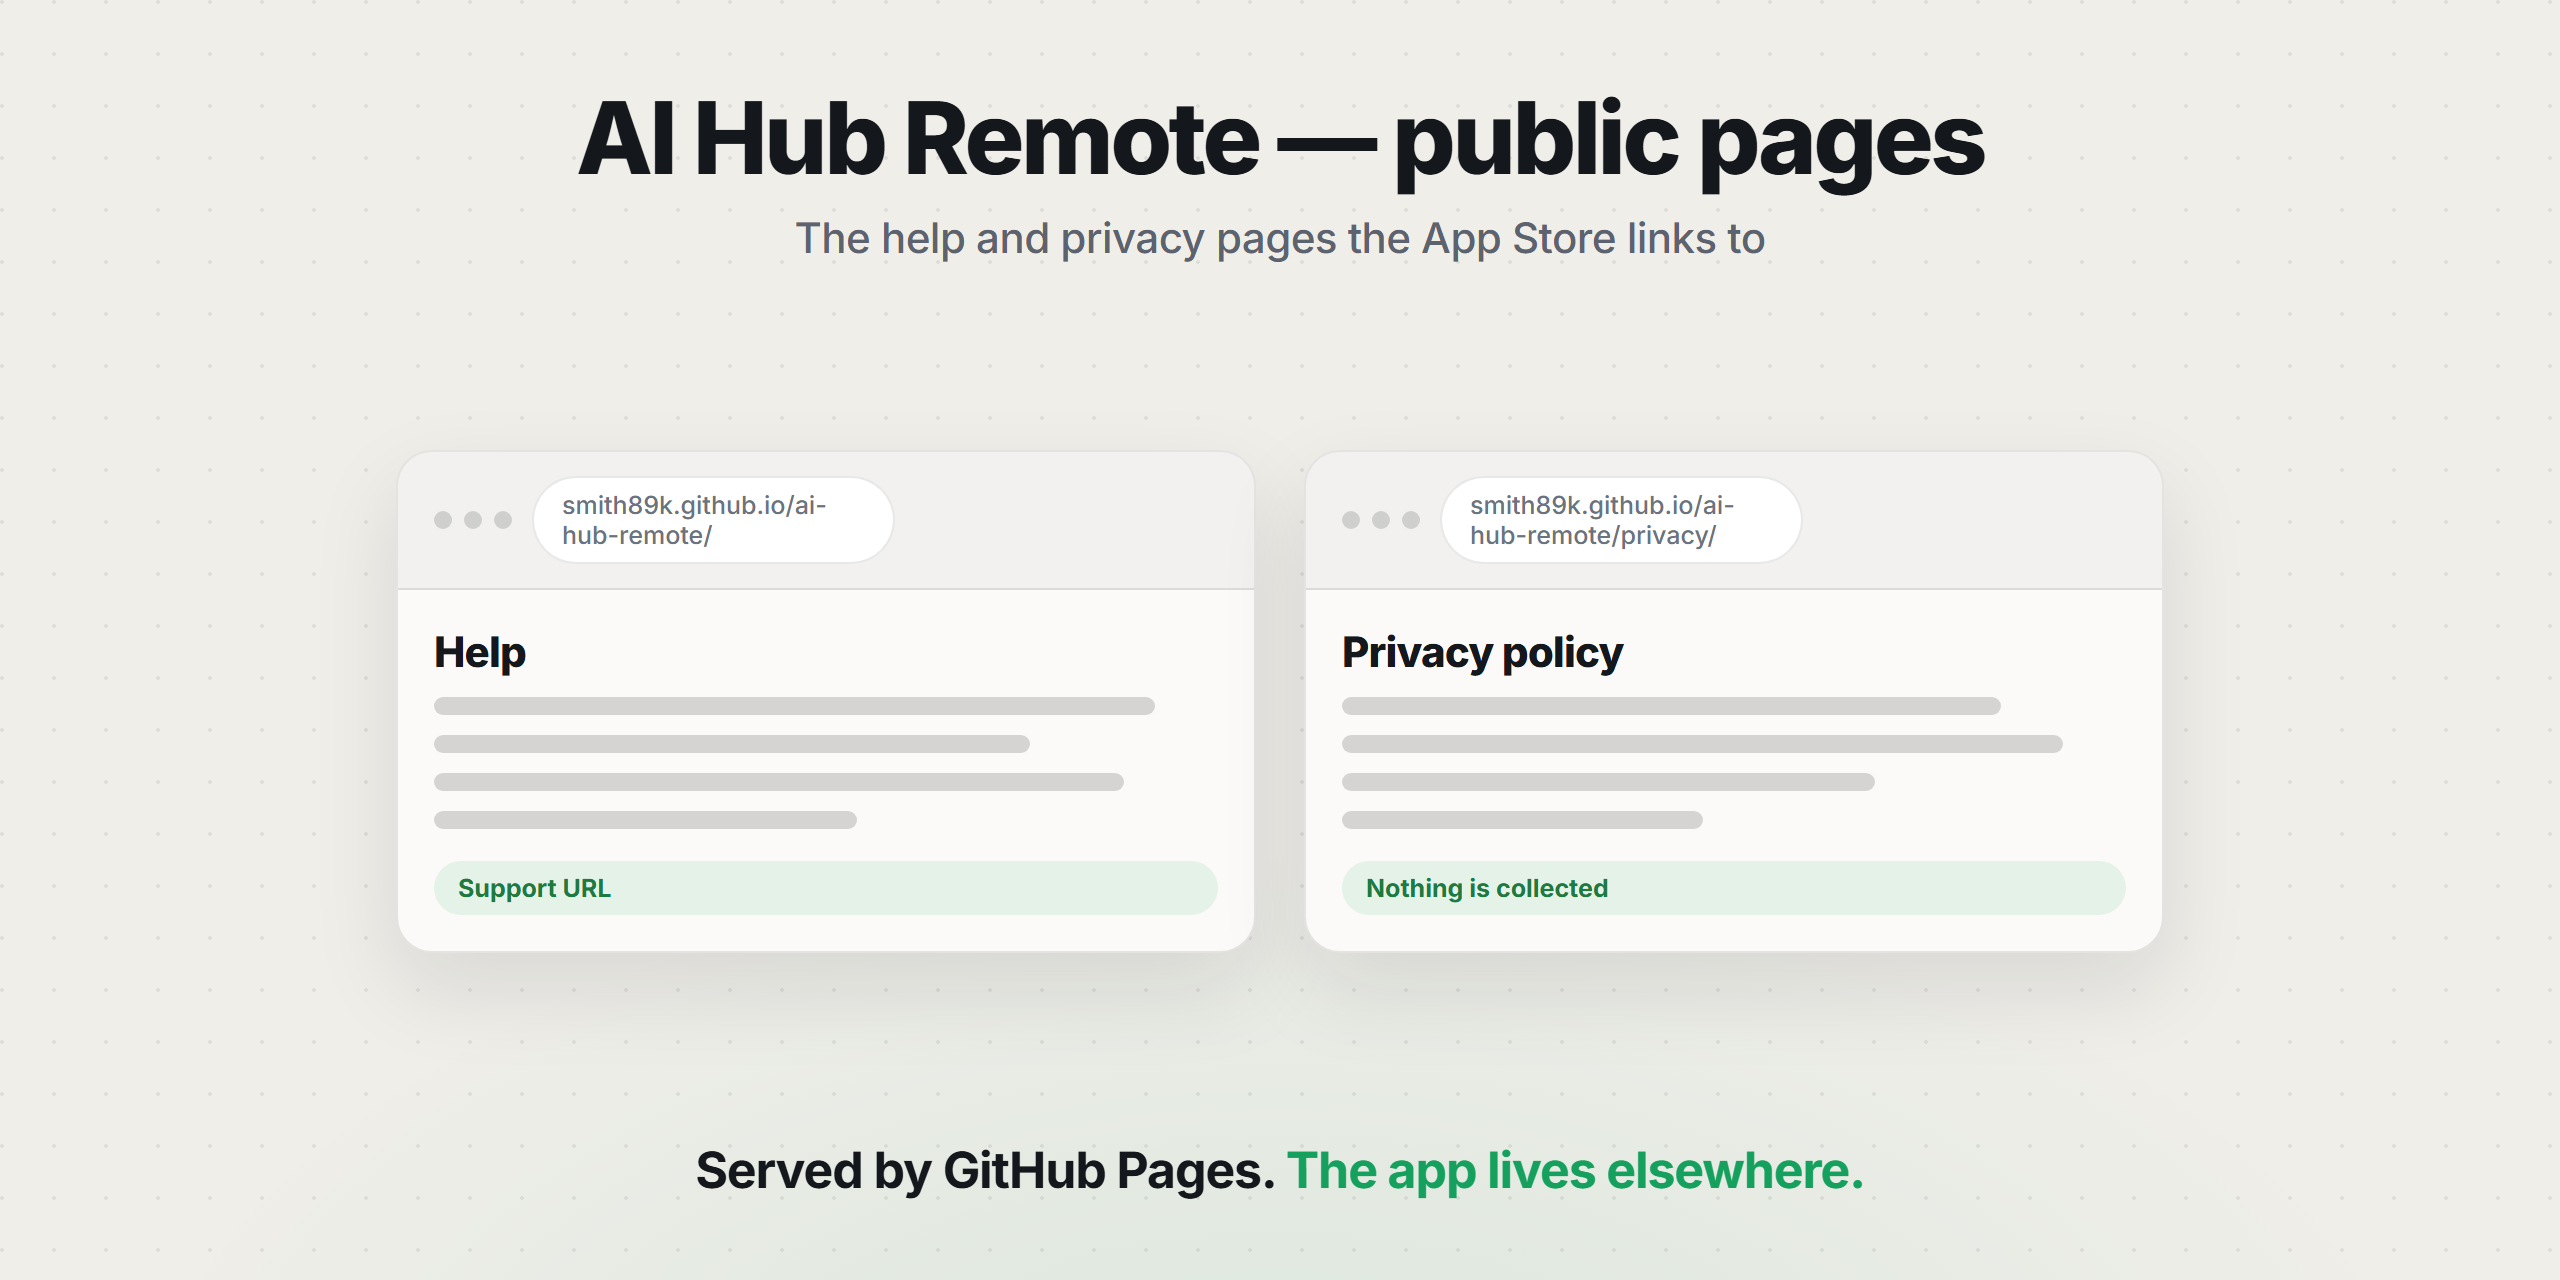 AI Hub Remote — public pages
The help and privacy pages the App Store links to
smith89k.github.io/ai-
hub-remote/
Help
Support URL
smith89k.github.io/ai-
hub-remote/privacy/
Privacy policy
Nothing is collected
Served by GitHub Pages. The app lives elsewhere.